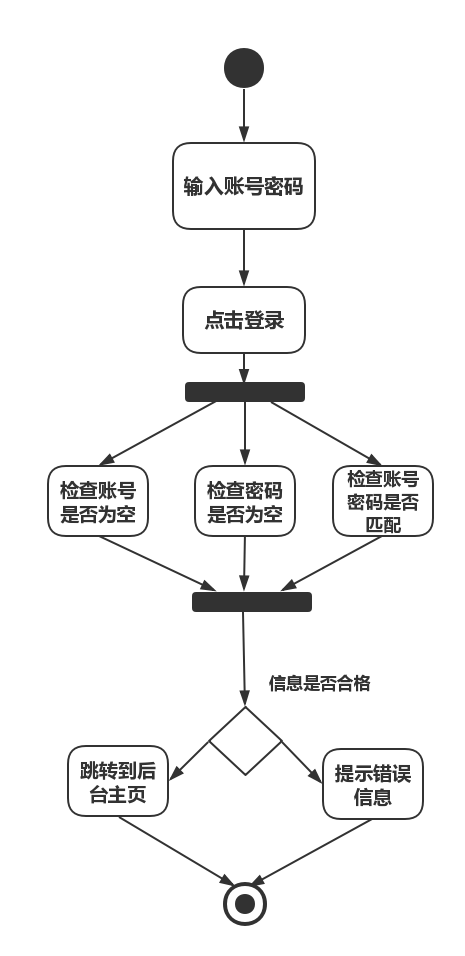 输入账号密码
点击登录
检查账号
是否为空
检查密码
是否为空
检查账号
密码是否
匹配
信息是否合格
跳转到后
台主页
提示错误
信息